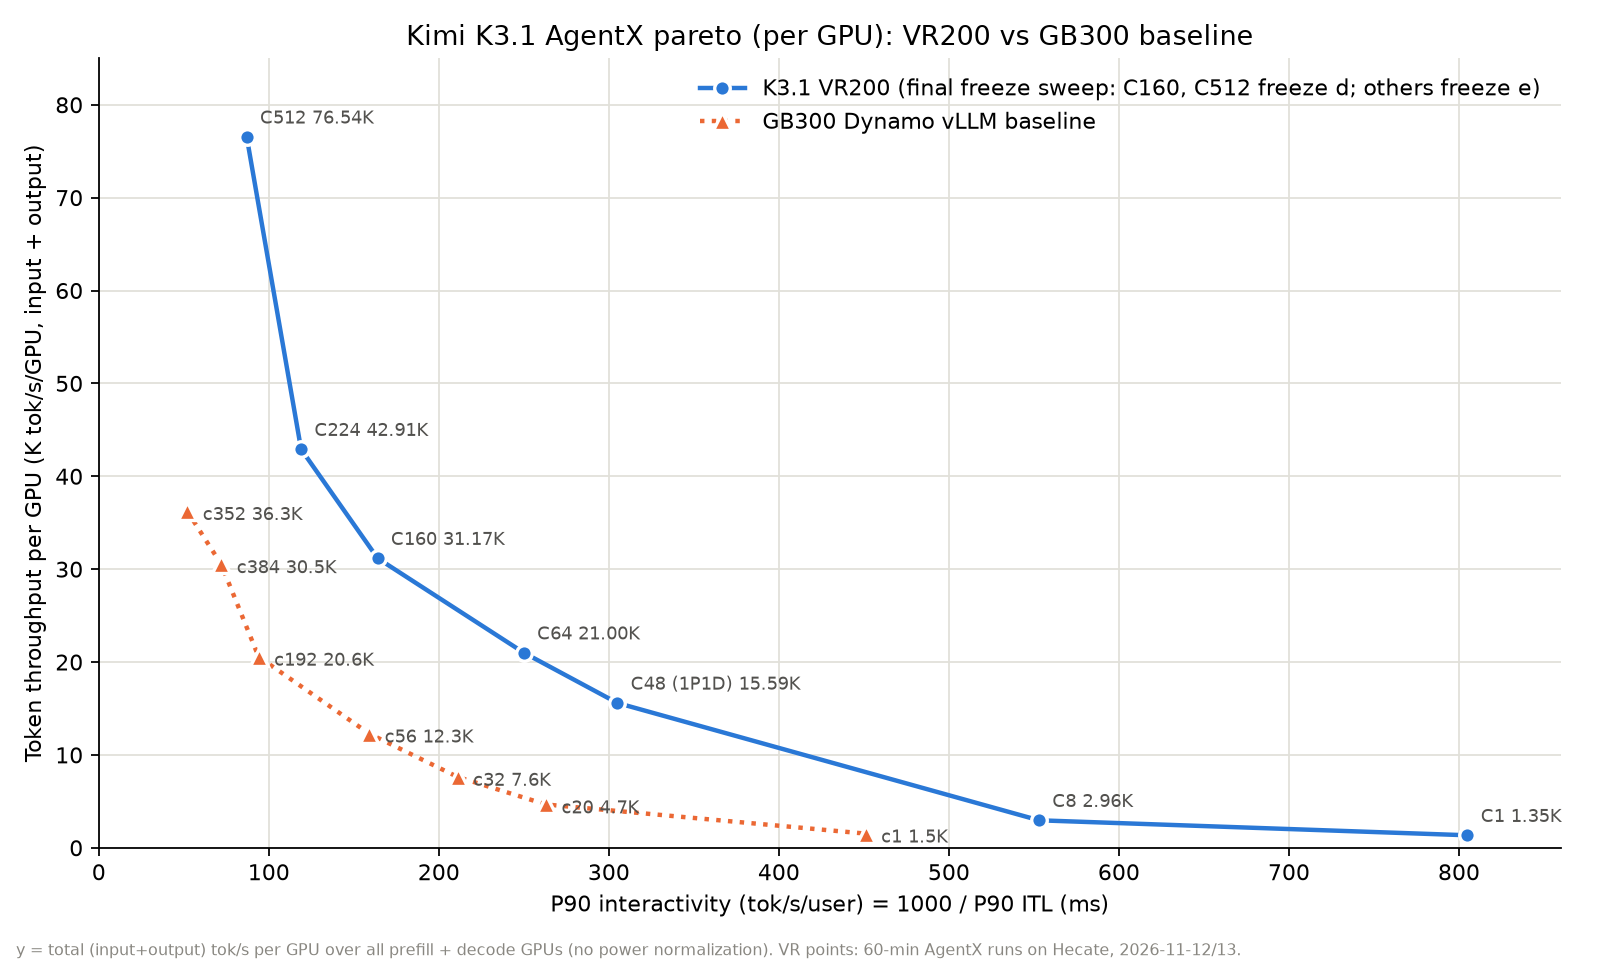 Kimi K3.1 AgentX pareto (per GPU): VR200 vs GB300 baseline
K3.1 VR200 (final freeze sweep: C160, C512 freeze d; others freeze e)
GB300 Dynamo vLLM baseline
Token throughput per GPU (K tok/s/GPU, input + output)
80
70
60
50
40
30
20
10
0
C512 76.54K
C224 42.91K
C160 31.17K
C64 21.00K
C48 (1P1D) 15.59K
C8 2.96K
C1 1.35K
c352 36.3K
c384 30.5K
c192 20.6K
c56 12.3K
c32 7.6K
c20 4.7K
c1 1.5K
0 100 200 300 400 500 600 700 800
P90 interactivity (tok/s/user) = 1000 / P90 ITL (ms)
y = total (input+output) tok/s per GPU over all prefill + decode GPUs (no power normalization). VR points: 60-min AgentX runs on Hecate, 2026-11-12/13.